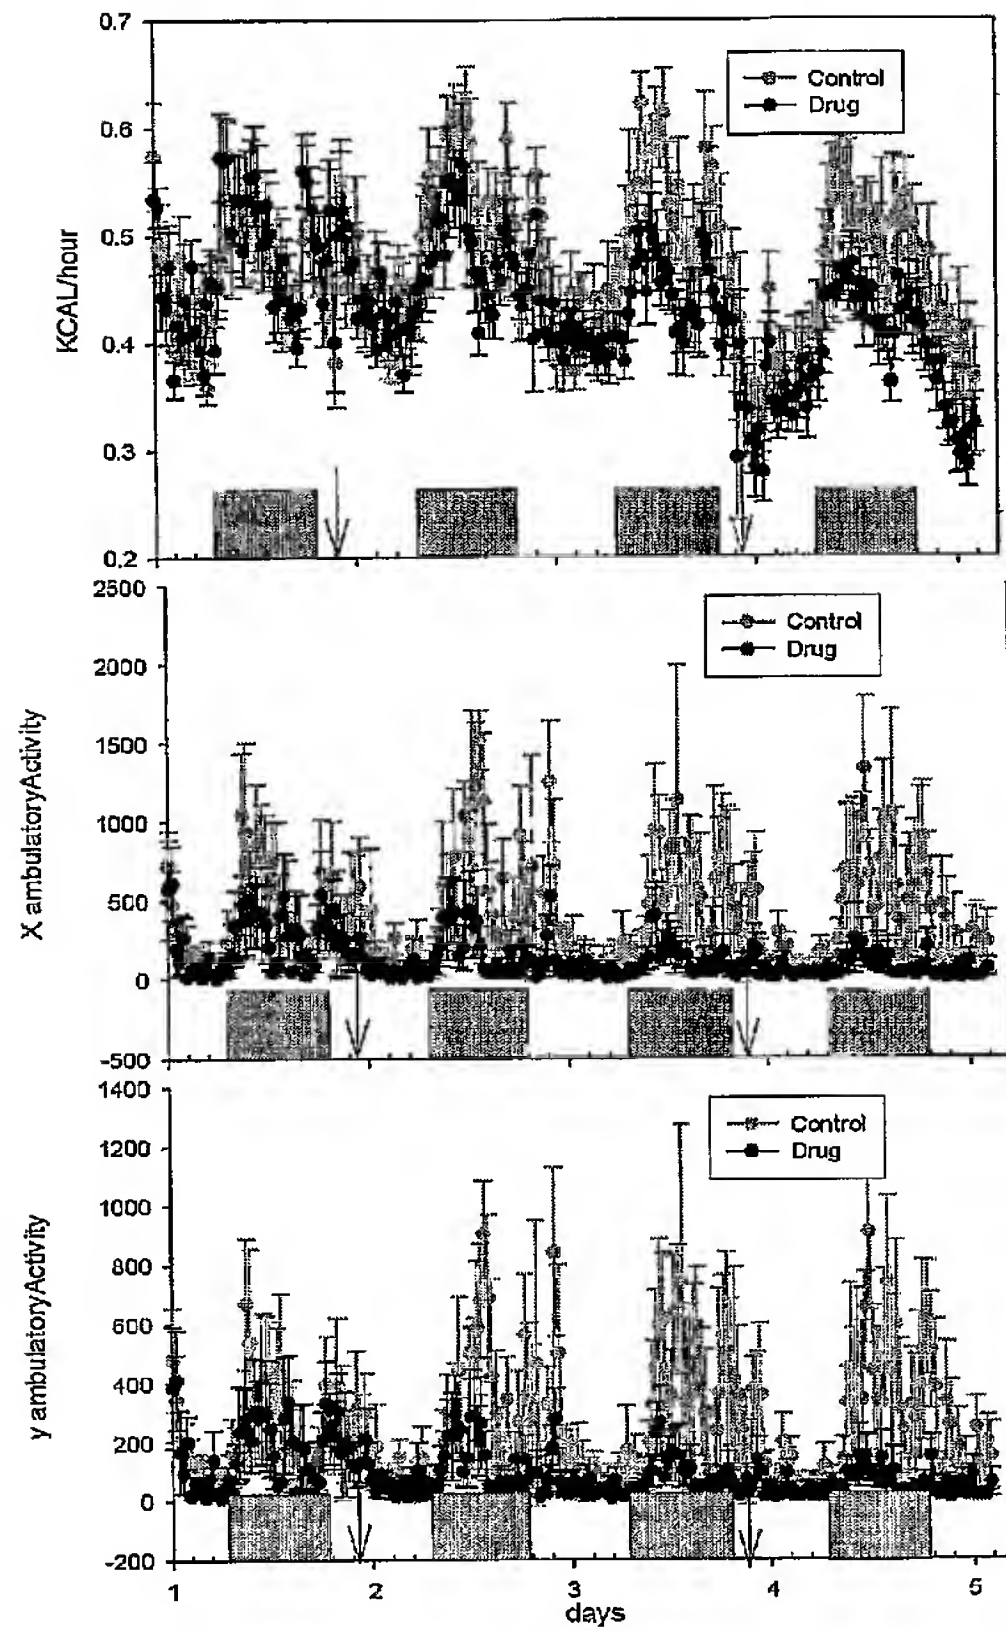 0.7
Control
Drug
0.6
0.5
KCAL/hour
0.4
0.3
0.2
2500
Control
Drug
2000
1500
X ambulatoryActivity
1000
500
0
-500
1400
Control
Drug
1200
1000
y ambulatoryActivity
800
600
400
200
0
-200
1 2 3 4 5
days